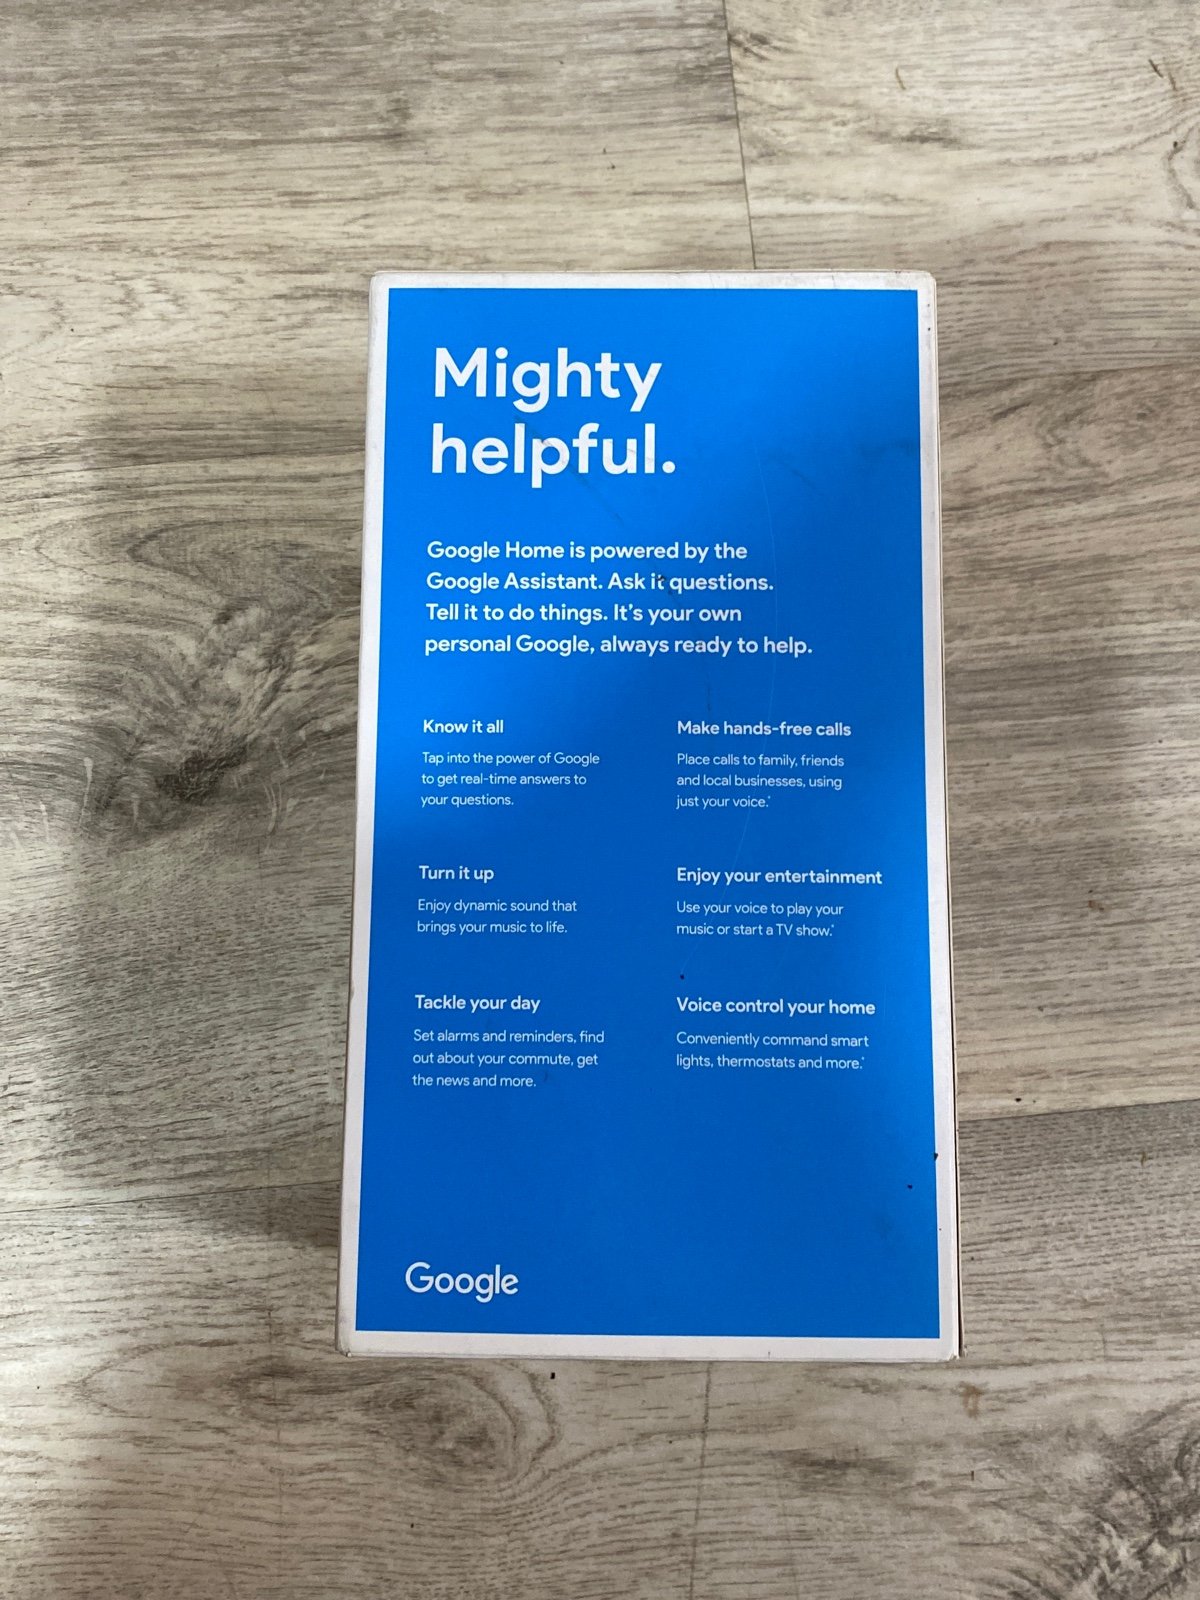 Mighty
helpful.
Google Home is powered by the
Google Assistant. Ask it questions.
Tell it to do things. It's your own
personal Google, always ready to help.
Know it all
Tap into the power of Google
to get real-time answers to
your questions.
Turn it up
Enjoy dynamic sound that
brings your music to life.
Tackle your day
Set alarms and reminders, find
out about your commute, get
the news and more.
Make hands-free calls
Place calls to family, friends
and local businesses, using
just your voice.*
Enjoy your entertainment
Use your voice to play your
music or start a TV show.*
Voice control your home
Conveniently command smart
lights, thermostats and more.*
Google